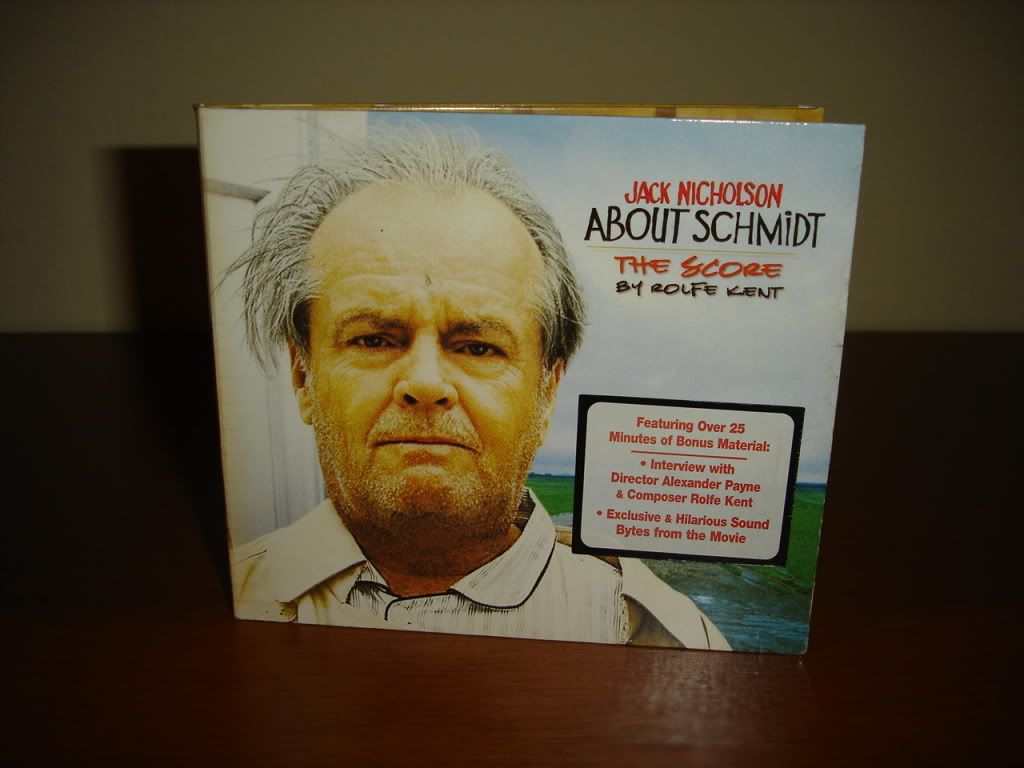 JACK NICHOLSON
ABOUT SCHMiDT
THE SCORE
BY ROLFE KENT
Featuring Over 25
Minutes of Bonus Material:
• Interview with
Director Alexander Payne
& Composer Rolfe Kent
• Exclusive & Hilarious Sound
Bytes from the Movie